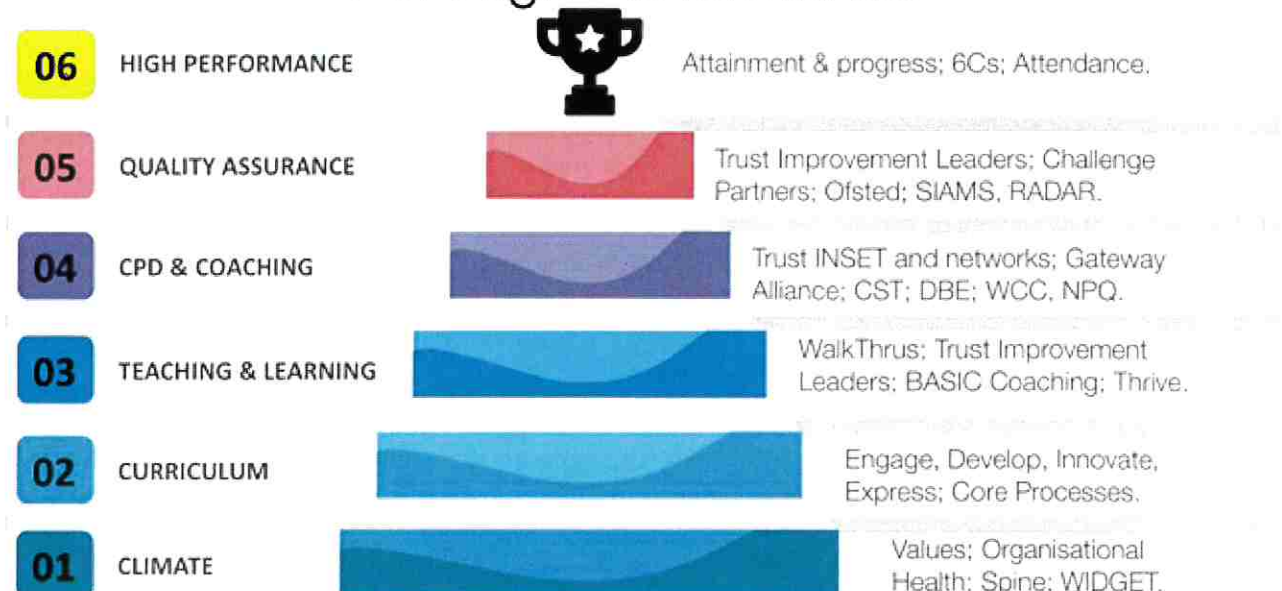 06 HIGH PERFORMANCE Attainment & progress; 6Cs; Attendance.
05 QUALITY ASSURANCE Trust Improvement Leaders; Challenge
Partners; Ofsted; SIAMS, RADAR.
04 CPD & COACHING Trust INSET and networks; Gateway
Alliance; CST; DBE; WCC, NPQ.
03 TEACHING & LEARNING WalkThrus; Trust Improvement
Leaders; BASIC Coaching; Thrive.
02 CURRICULUM Engage, Develop, Innovate,
Express; Core Processes.
01 CLIMATE Values; Organisational
Health; Spine; WIDGET.